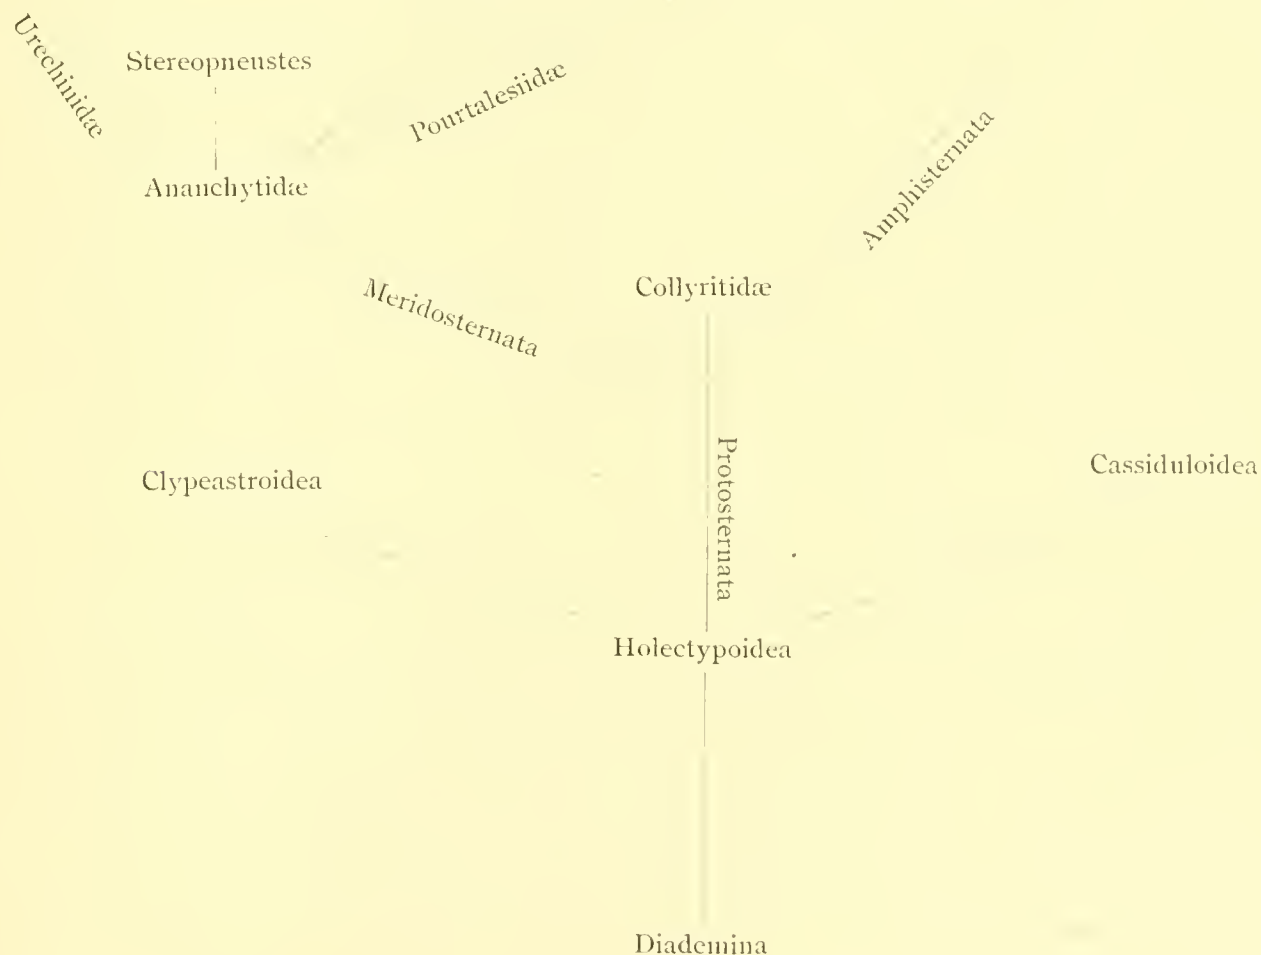 Urechinidæ
Stereopneustes
Pourtalesiidæ
Amphisternata
Ananchytidæ
Meridosternata
Collyritidæ
Protosternata
Clypeastroidea
Cassiduloidea
Holectypoidea
Diademina